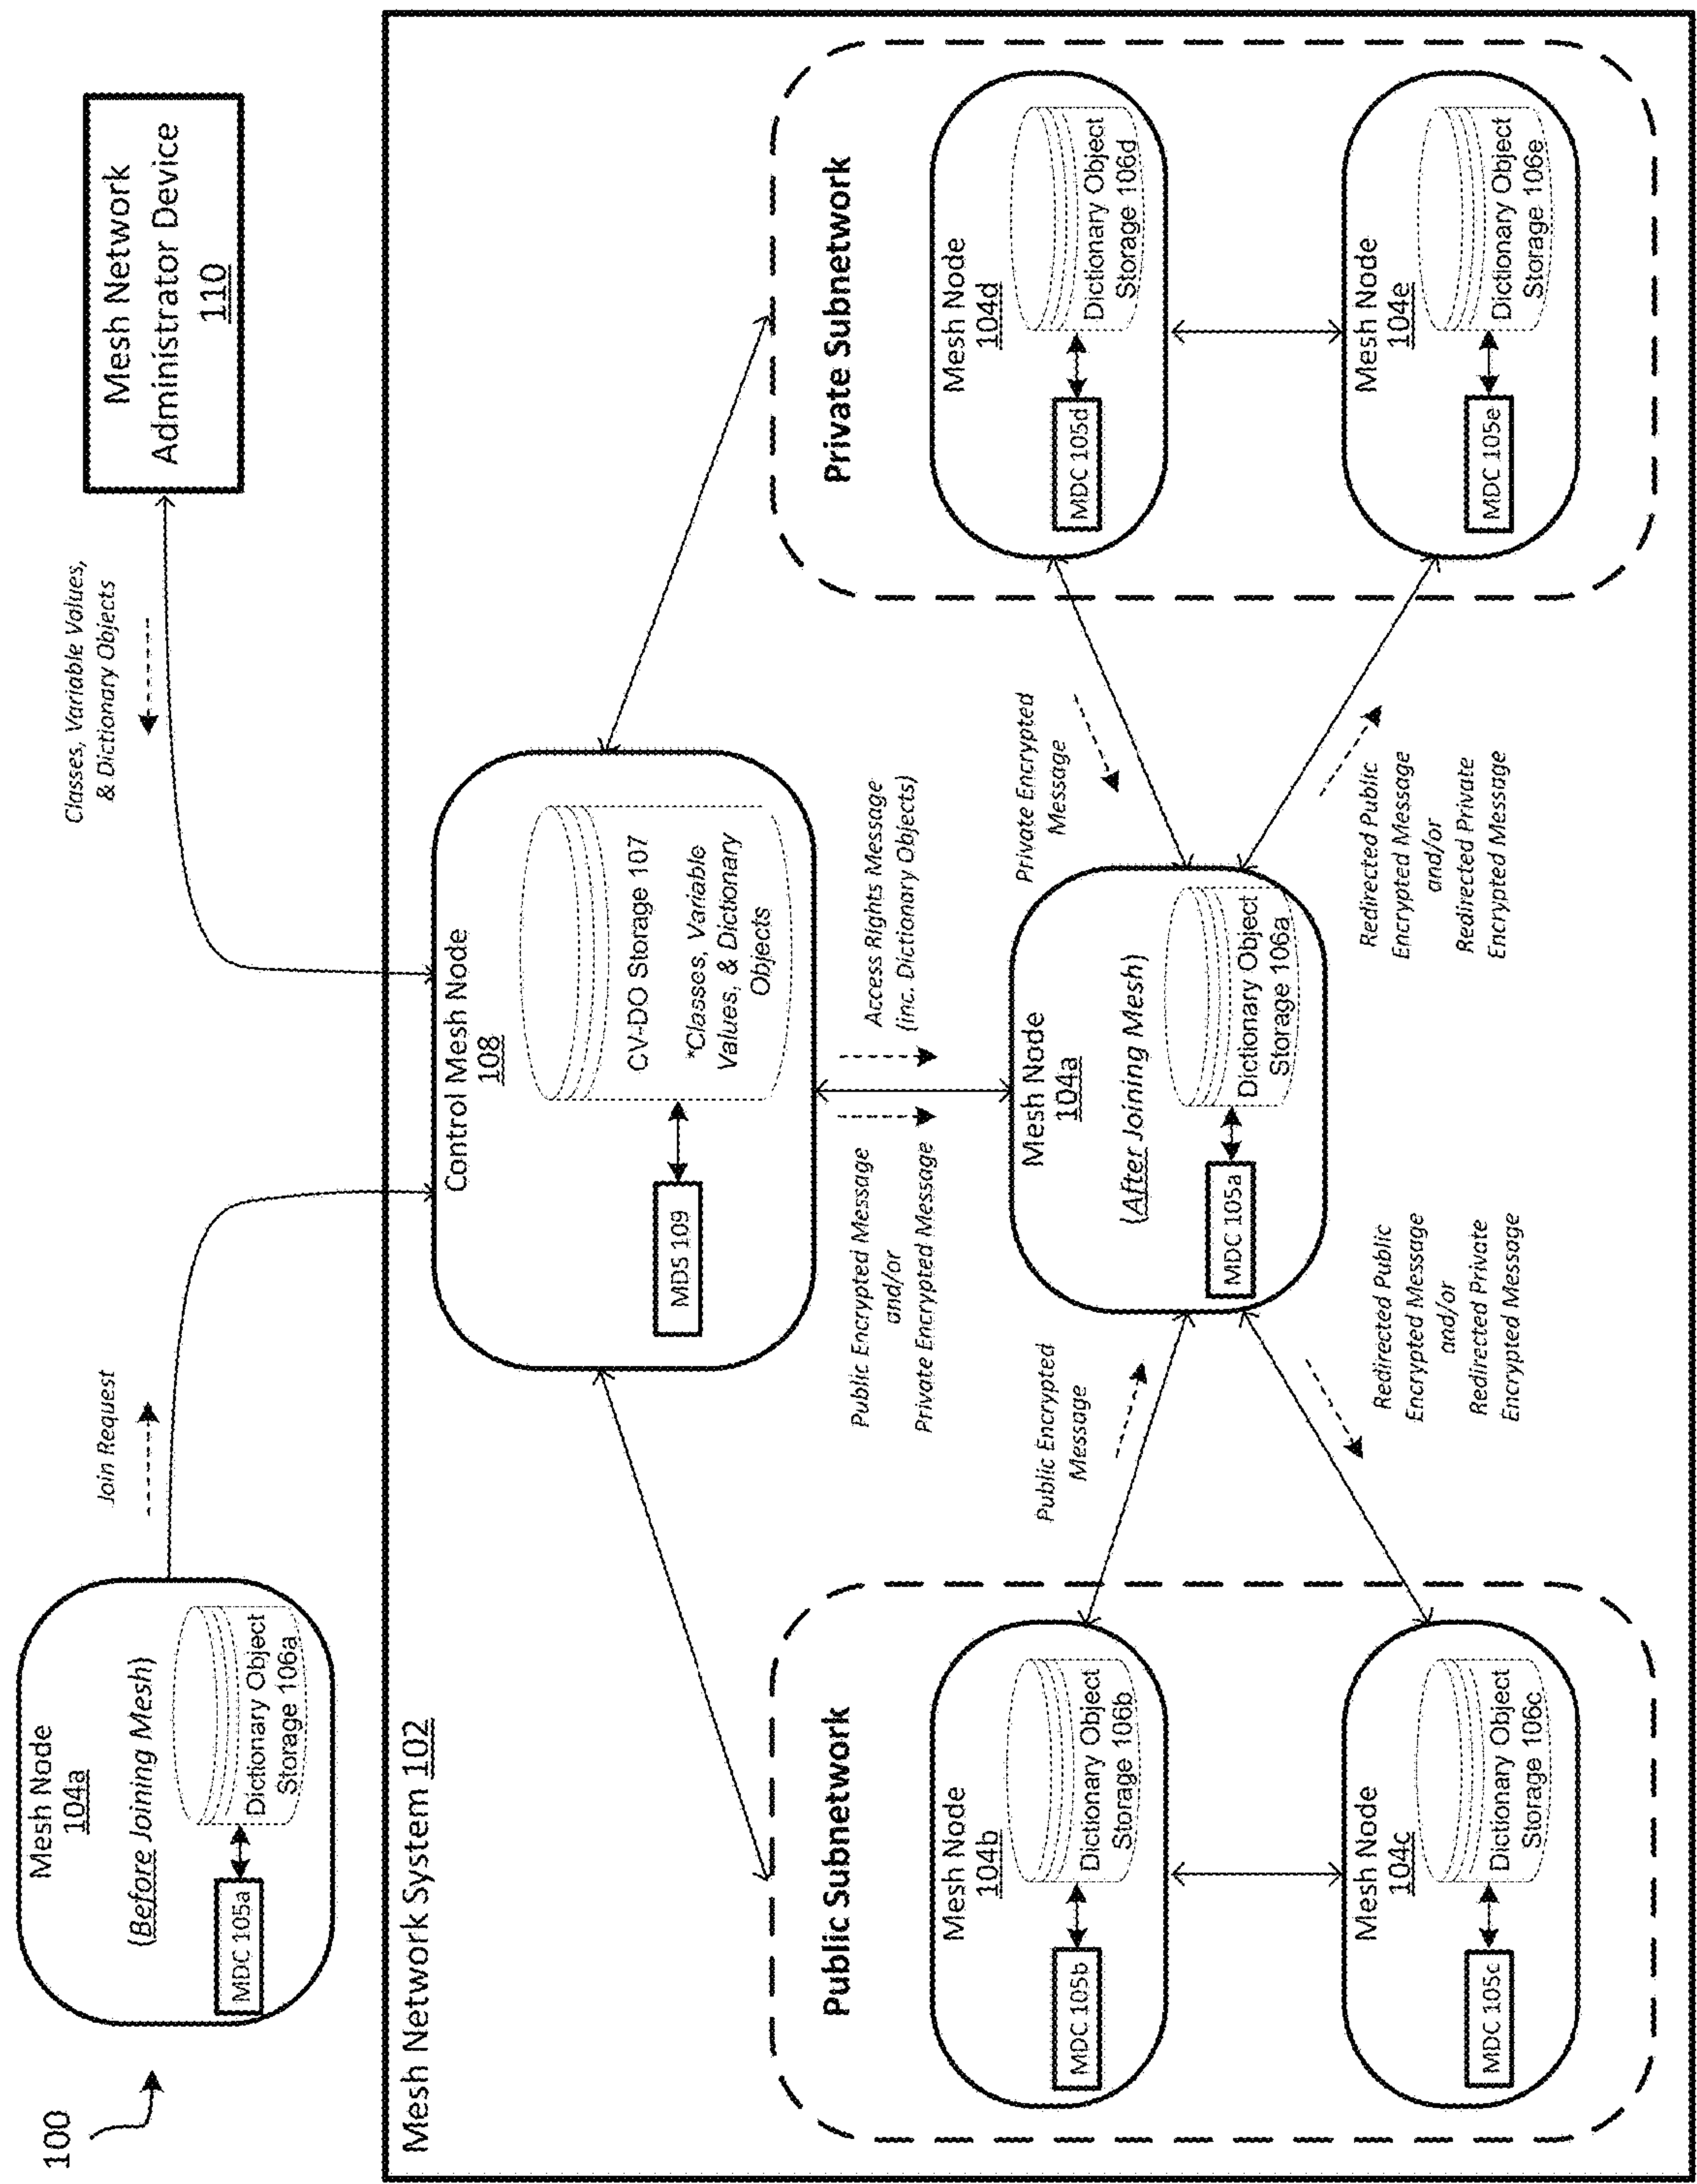 100
Mesh Node
104a
(Before Joining Mesh)
MDC 105a
Dictionary Object
Storage 106a
Join Request
Classes, Variable Values,
& Dictionary Objects
Mesh Network
Administrator Device
110
Mesh Network System 102
Control Mesh Node
108
MDS 109
CV-DO Storage 107
*Classes, Variable
Values, & Dictionary
Objects
Public Subnetwork
Mesh Node
104b
MDC 105b
Dictionary Object
Storage 106b
Mesh Node
104c
MDC 105c
Dictionary Object
Storage 106c
Public Encrypted Message
and/or
Private Encrypted Message
Access Rights Message
(inc. Dictionary Objects)
Public Encrypted
Message
Mesh Node
104a
(After Joining Mesh)
MDC 105a
Dictionary Object
Storage 106a
Private Encrypted
Message
Redirected Public
Encrypted Message
and/or
Redirected Private
Encrypted Message
Redirected Public
Encrypted Message
and/or
Redirected Private
Encrypted Message
Private Subnetwork
Mesh Node
104d
MDC 105d
Dictionary Object
Storage 106d
Mesh Node
104e
MDC 105e
Dictionary Object
Storage 106e